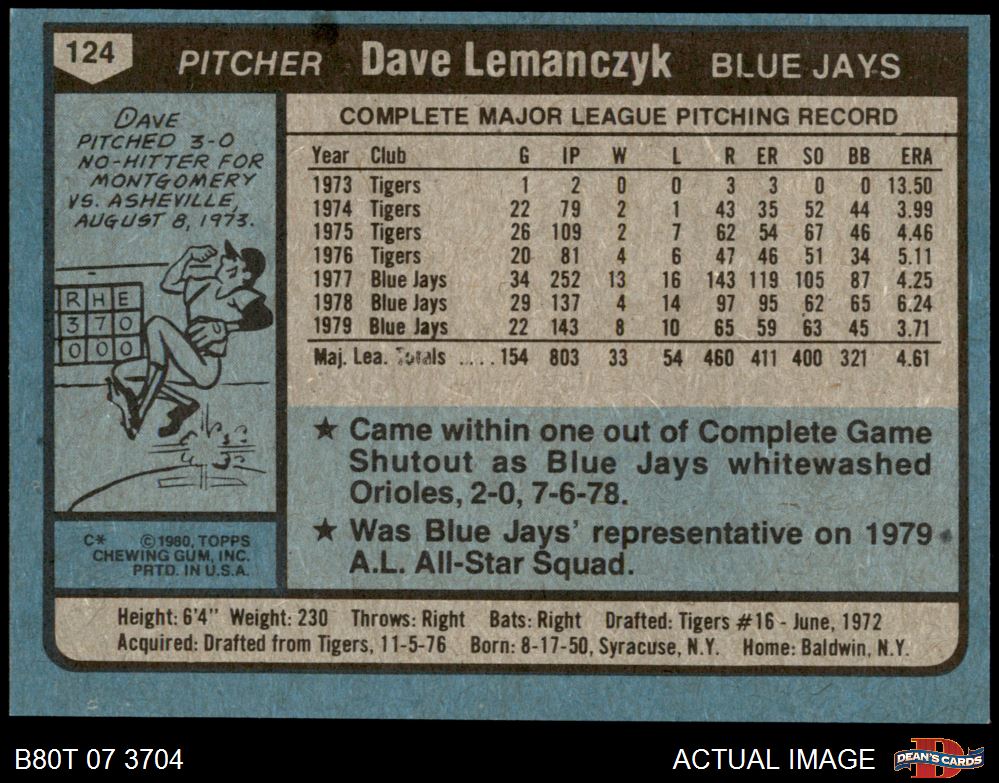 124 PITCHER Dave Lemanczyk BLUE JAYS
DAVE
PITCHED 3-0
NO-HITTER FOR
MONTGOMERY
VS. ASHEVILLE,
AUGUST 8, 1973.
R H E
3 7 0
0 0 0
C* © 1980, TOPPS
CHEWING GUM, INC.
PRTD. IN U.S.A.
COMPLETE MAJOR LEAGUE PITCHING RECORD
Year Club G IP W L R ER SO BB ERA
1973 Tigers 1 2 0 0 3 3 0 0 13.50
1974 Tigers 22 79 2 1 43 35 52 44 3.99
1975 Tigers 26 109 2 7 62 54 67 46 4.46
1976 Tigers 20 81 4 6 47 46 51 34 5.11
1977 Blue Jays 34 252 13 16 143 119 105 87 4.25
1978 Blue Jays 29 137 4 14 97 95 62 65 6.24
1979 Blue Jays 22 143 8 10 65 59 63 45 3.71
Maj. Lea. Totals ..... 154 803 33 54 460 411 400 321 4.61
★ Came within one out of Complete Game
Shutout as Blue Jays whitewashed
Orioles, 2-0, 7-6-78.
★ Was Blue Jays' representative on 1979
A.L. All-Star Squad.
Height: 6'4" Weight: 230 Throws: Right Bats: Right Drafted: Tigers #16 - June, 1972
Acquired: Drafted from Tigers, 11-5-76 Born: 8-17-50, Syracuse, N.Y. Home: Baldwin, N.Y.
B80T 07 3704 ACTUAL IMAGE D DEAN'S CARDS